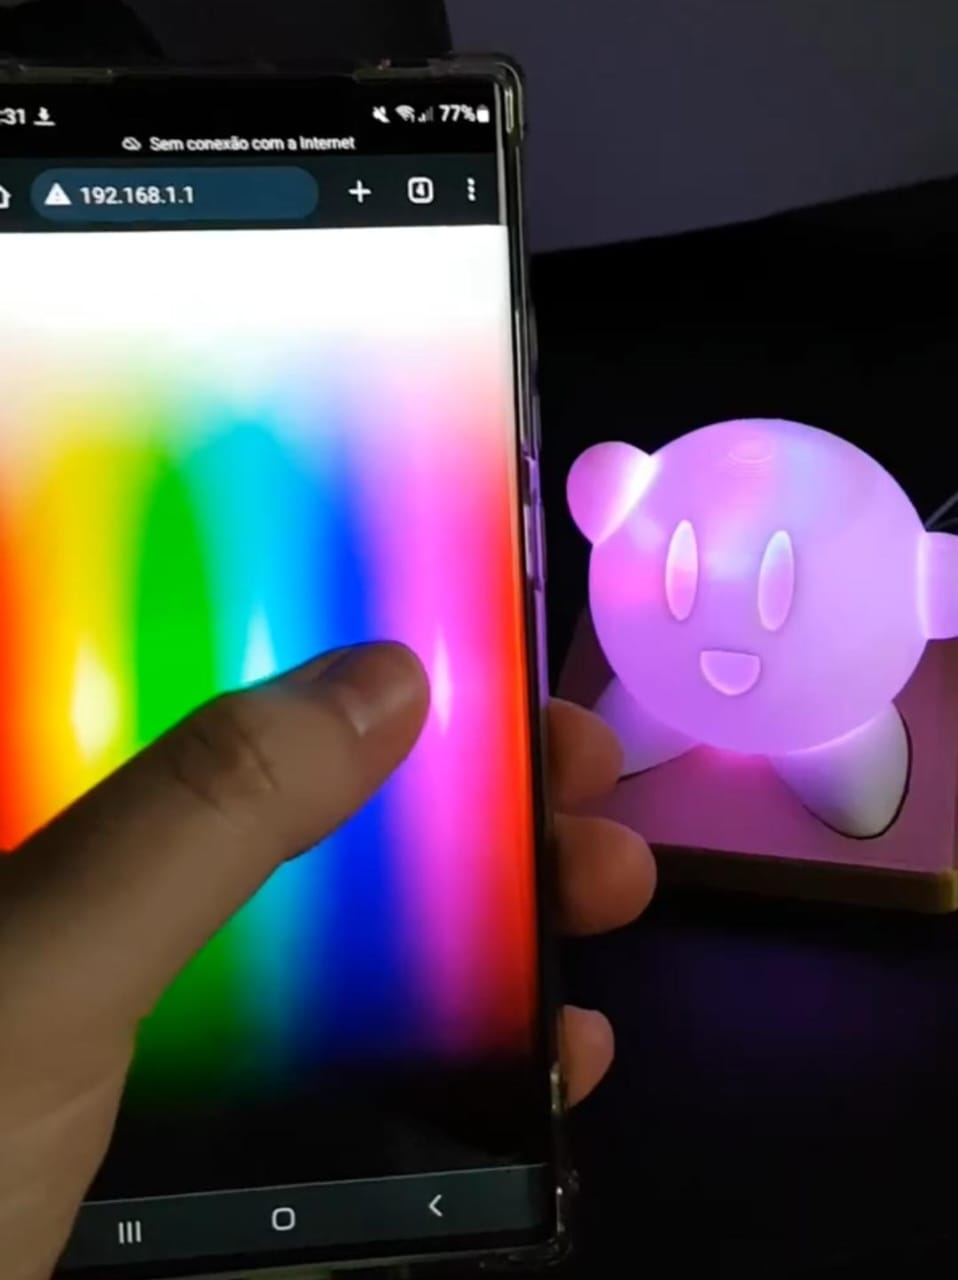 :31 77%
Sem conexão com a Internet
192.168.1.1 4